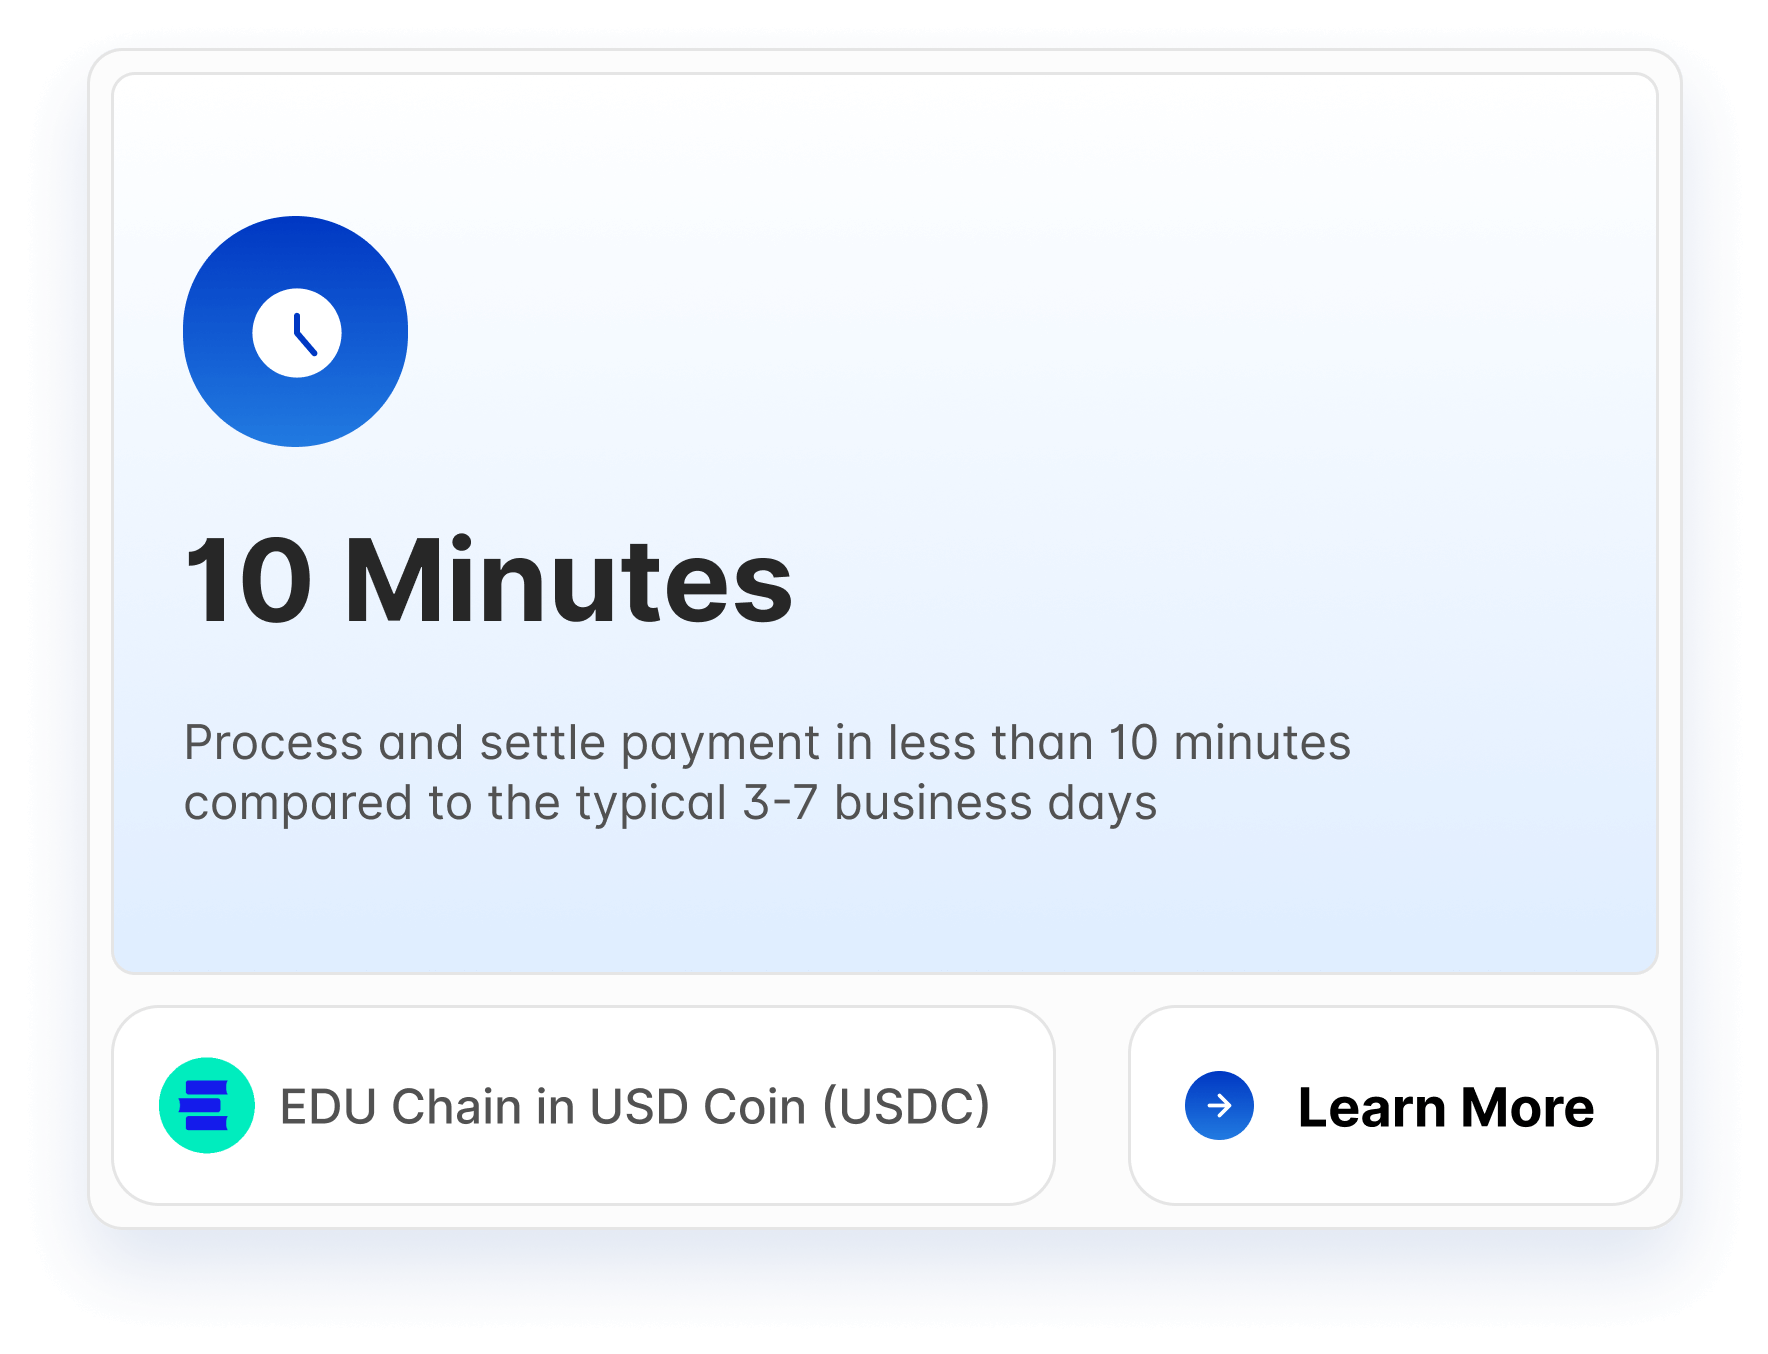 10 Minutes
Process and settle payment in less than 10 minutes
compared to the typical 3-7 business days
EDU Chain in USD Coin (USDC)
Learn More